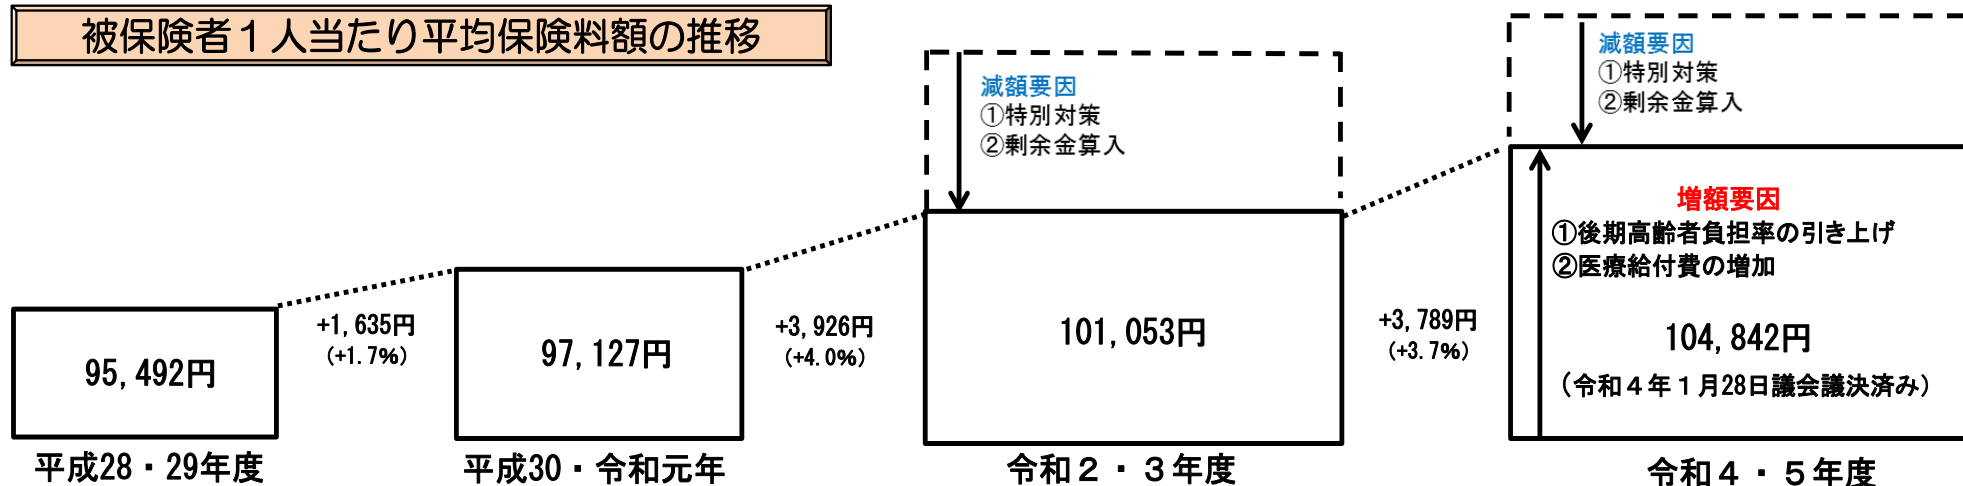 被保険者１人当たり平均保険料額の推移
減額要因
①特別対策
②剰余金算入
減額要因
①特別対策
②剰余金算入
増額要因
①後期高齢者負担率の引き上げ
②医療給付費の増加
95,492円
+1,635円
(+1.7%)
97,127円
+3,926円
(+4.0%)
101,053円
+3,789円
(+3.7%)
104,842円
（令和４年１月28日議会議決済み）
平成28・29年度
平成30・令和元年
令和２・３年度
令和４・５年度